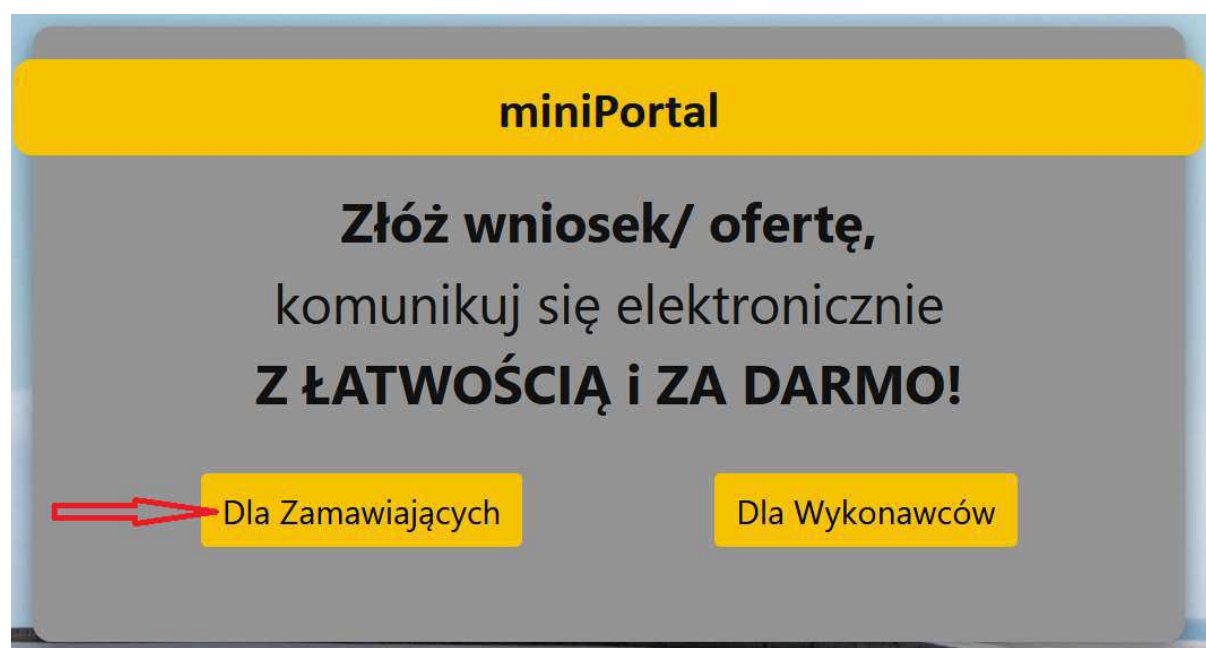 miniPortal
Złóż wniosek/ ofertę,
komunikuj się elektronicznie
Z ŁATWOŚCIĄ i ZA DARMO!
Dla Zamawiających
Dla Wykonawców